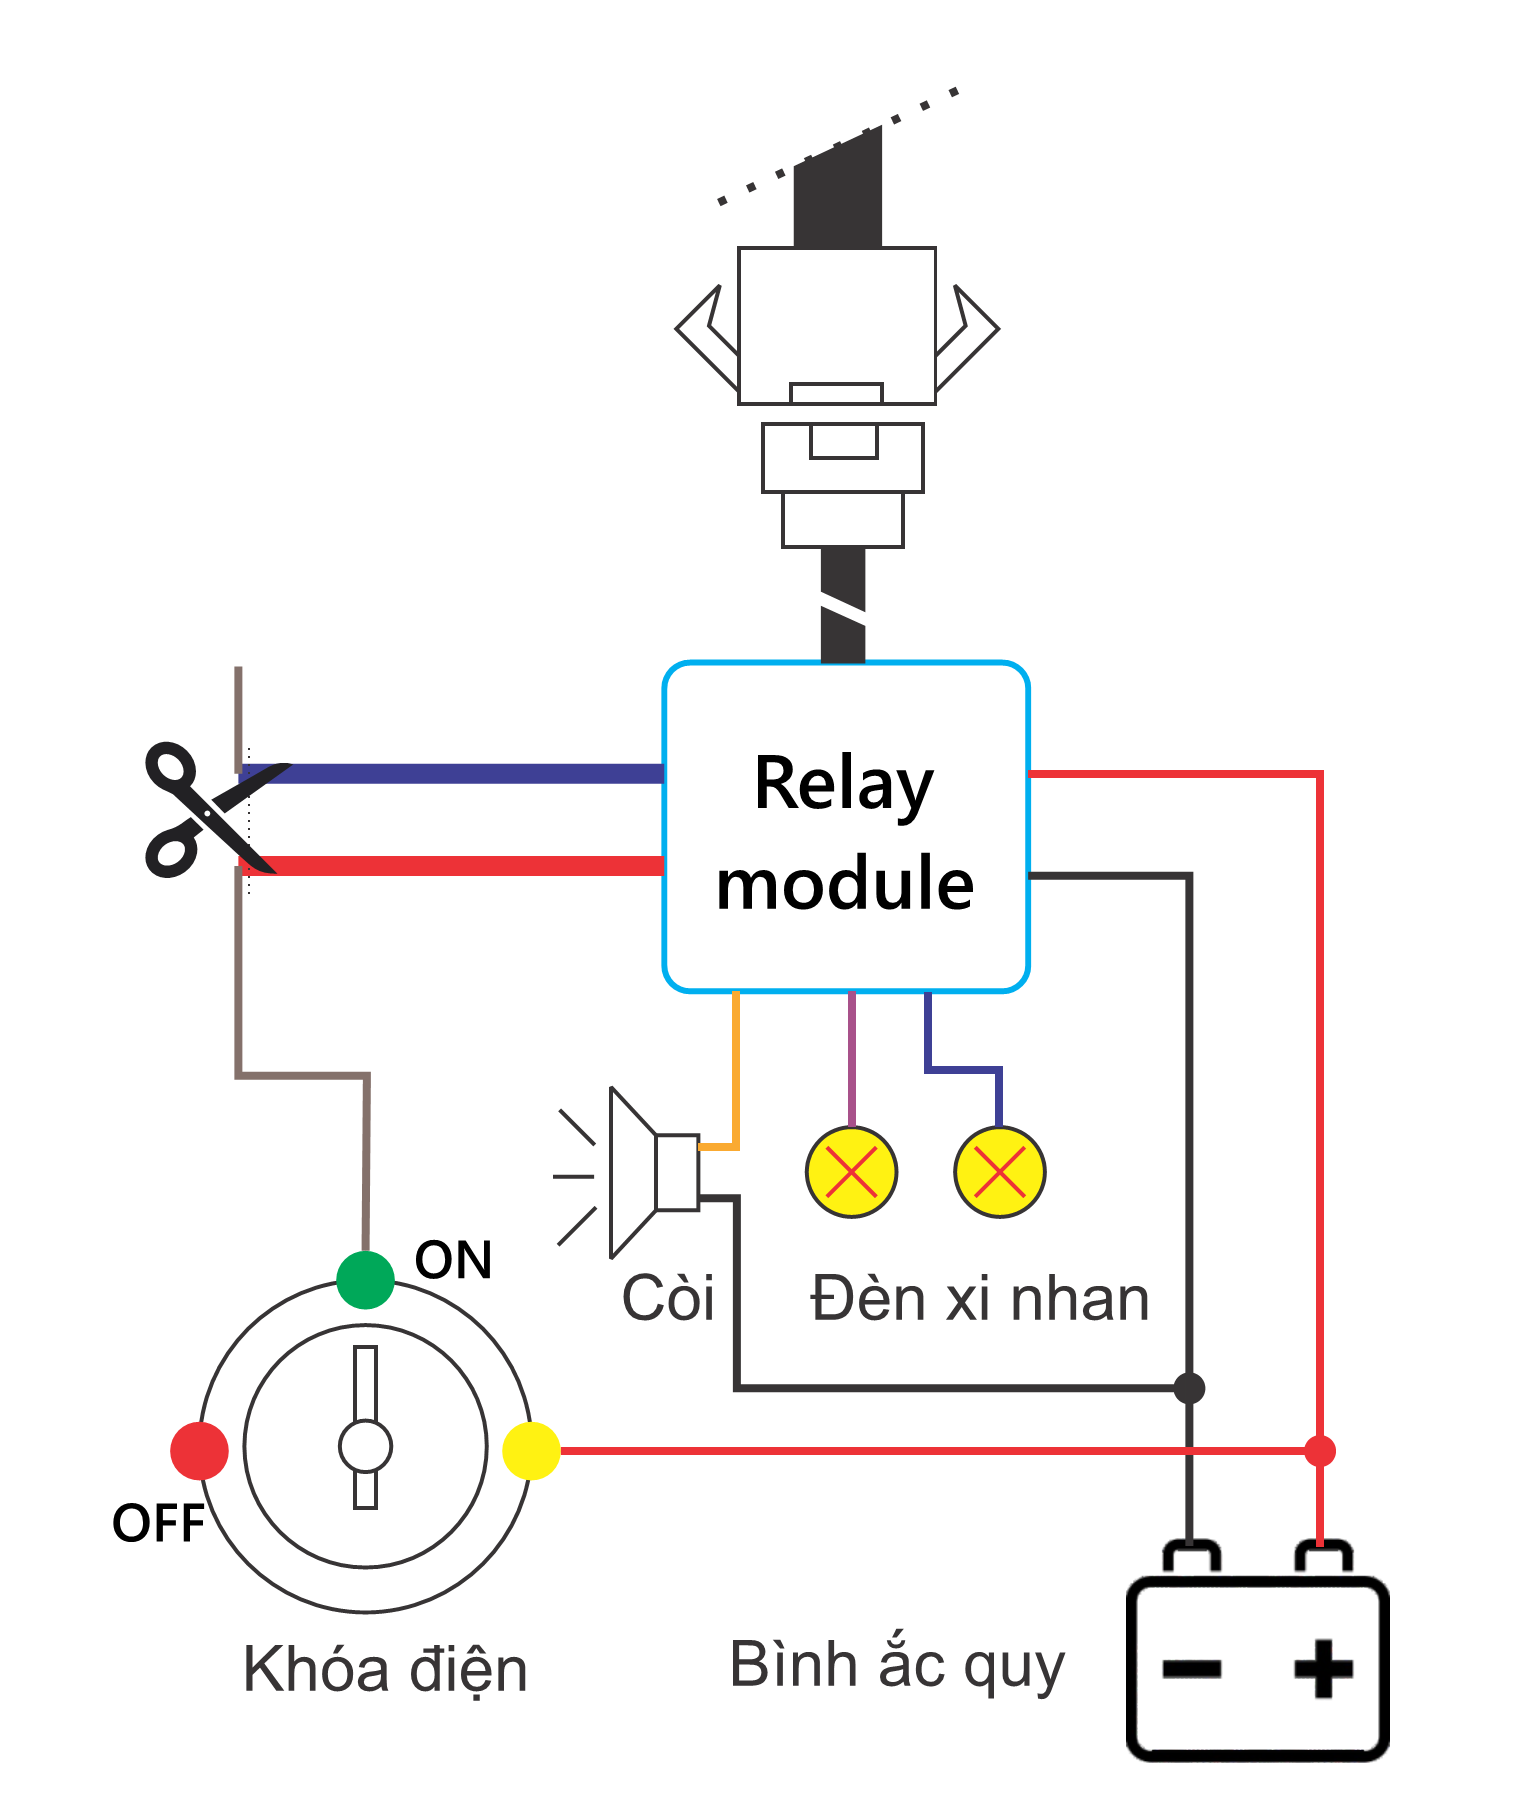 Relay
module
ON
Còi
Đèn xi nhan
OFF
Khóa điện
Bình ắc quy
− +